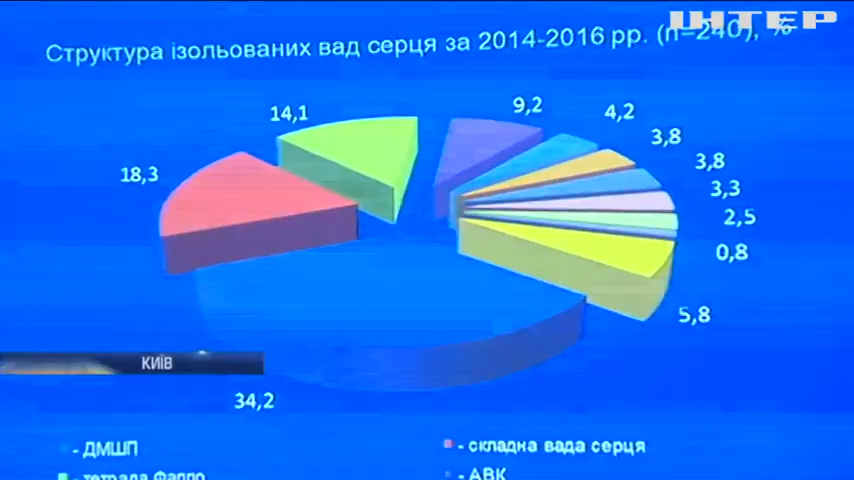 ІНТЕР
Структура ізольованих вад серця за 2014-2016 рр. (n=240), %
14,1
9,2
4,2
3,8
18,3
3,8
3,3
2,5
0,8
5,8
КИЇВ
34,2
- ДМШП
- складна вада серця
- тетрада Фалло
- АВК